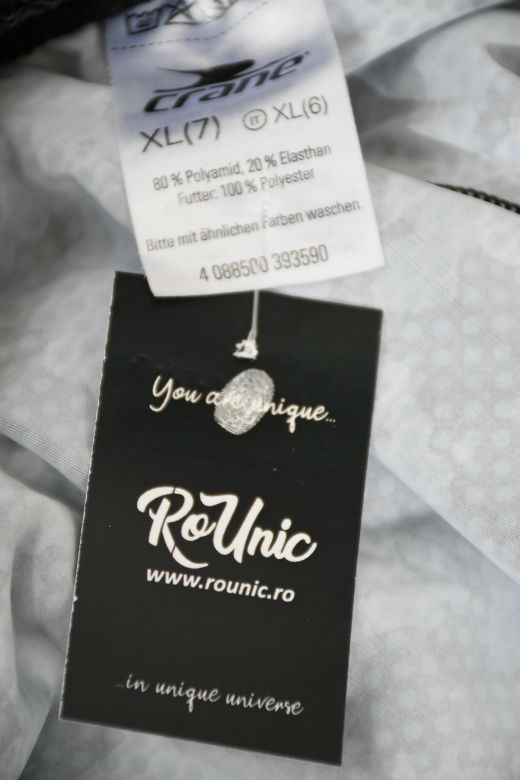 crane
XL(7) IT XL(6)
80 % Polyamid, 20 % Elasthan
Futter: 100 % Polyester
Bitte mit ähnlichen Farben waschen.
4 088500 393590
You are unique...
RoUnic
www.rounic.ro
...in unique universe